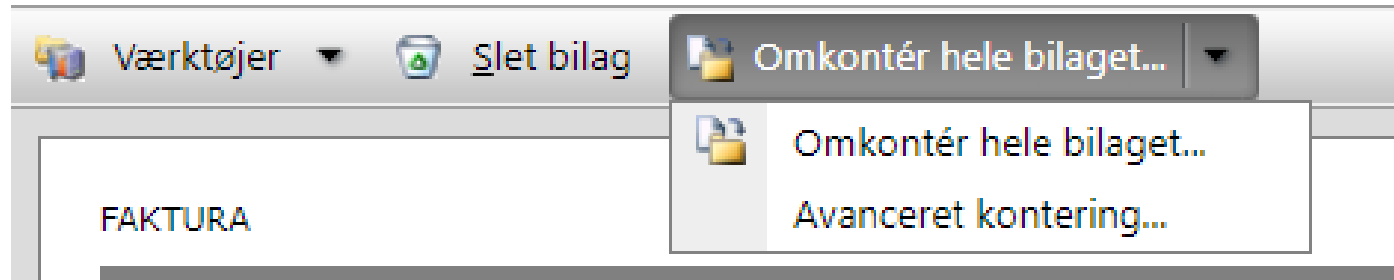 Værktøjer Slet bilag Omkontér hele bilaget...
Omkontér hele bilaget...
Avanceret kontering...
FAKTURA